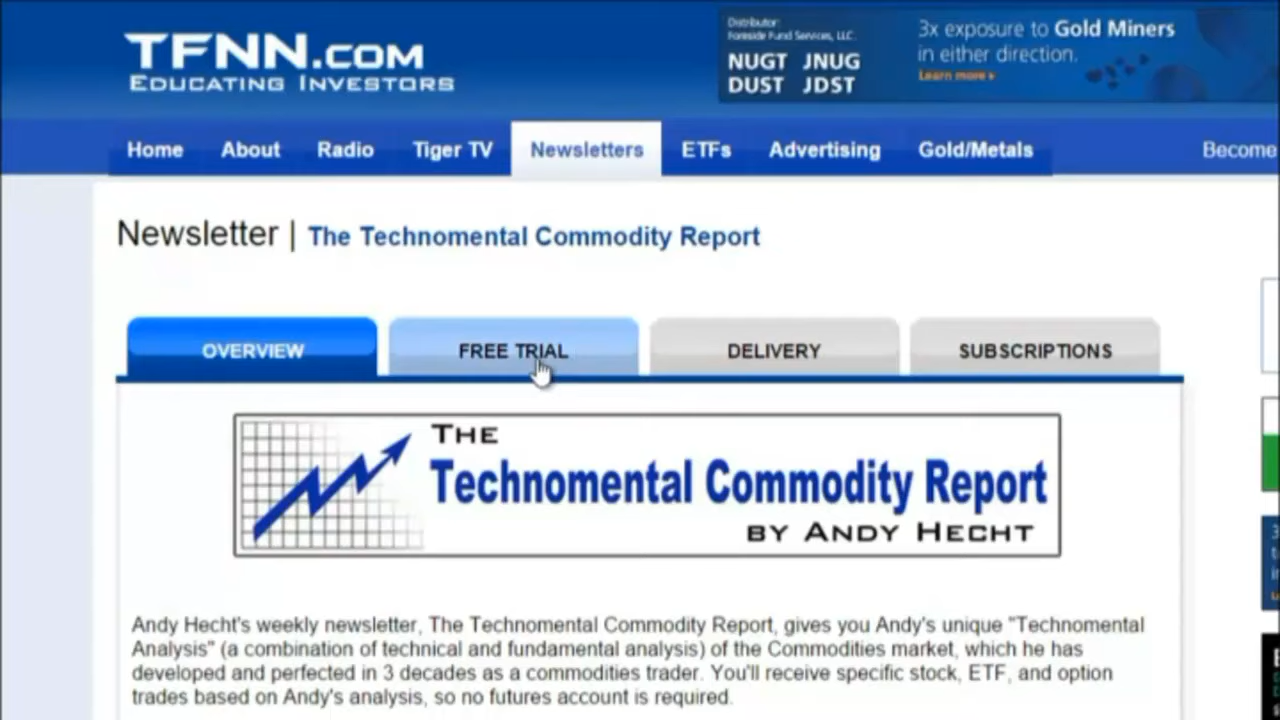 TFNN.COM
EDUCATING INVESTORS
Distributor:
Foreside Fund Services, LLC.
NUGT JNUG
DUST JDST
3x exposure to Gold Miners
in either direction.
Learn more
Home About Radio Tiger TV Newsletters ETFs Advertising Gold/Metals Become
Newsletter | The Technomental Commodity Report
OVERVIEW FREE TRIAL DELIVERY SUBSCRIPTIONS
THE
Technomental Commodity Report
BY ANDY HECHT
Andy Hecht's weekly newsletter, The Technomental Commodity Report, gives you Andy's unique "Technomental
Analysis" (a combination of technical and fundamental analysis) of the Commodities market, which he has
developed and perfected in 3 decades as a commodities trader. You'll receive specific stock, ETF, and option
trades based on Andy's analysis, so no futures account is required.